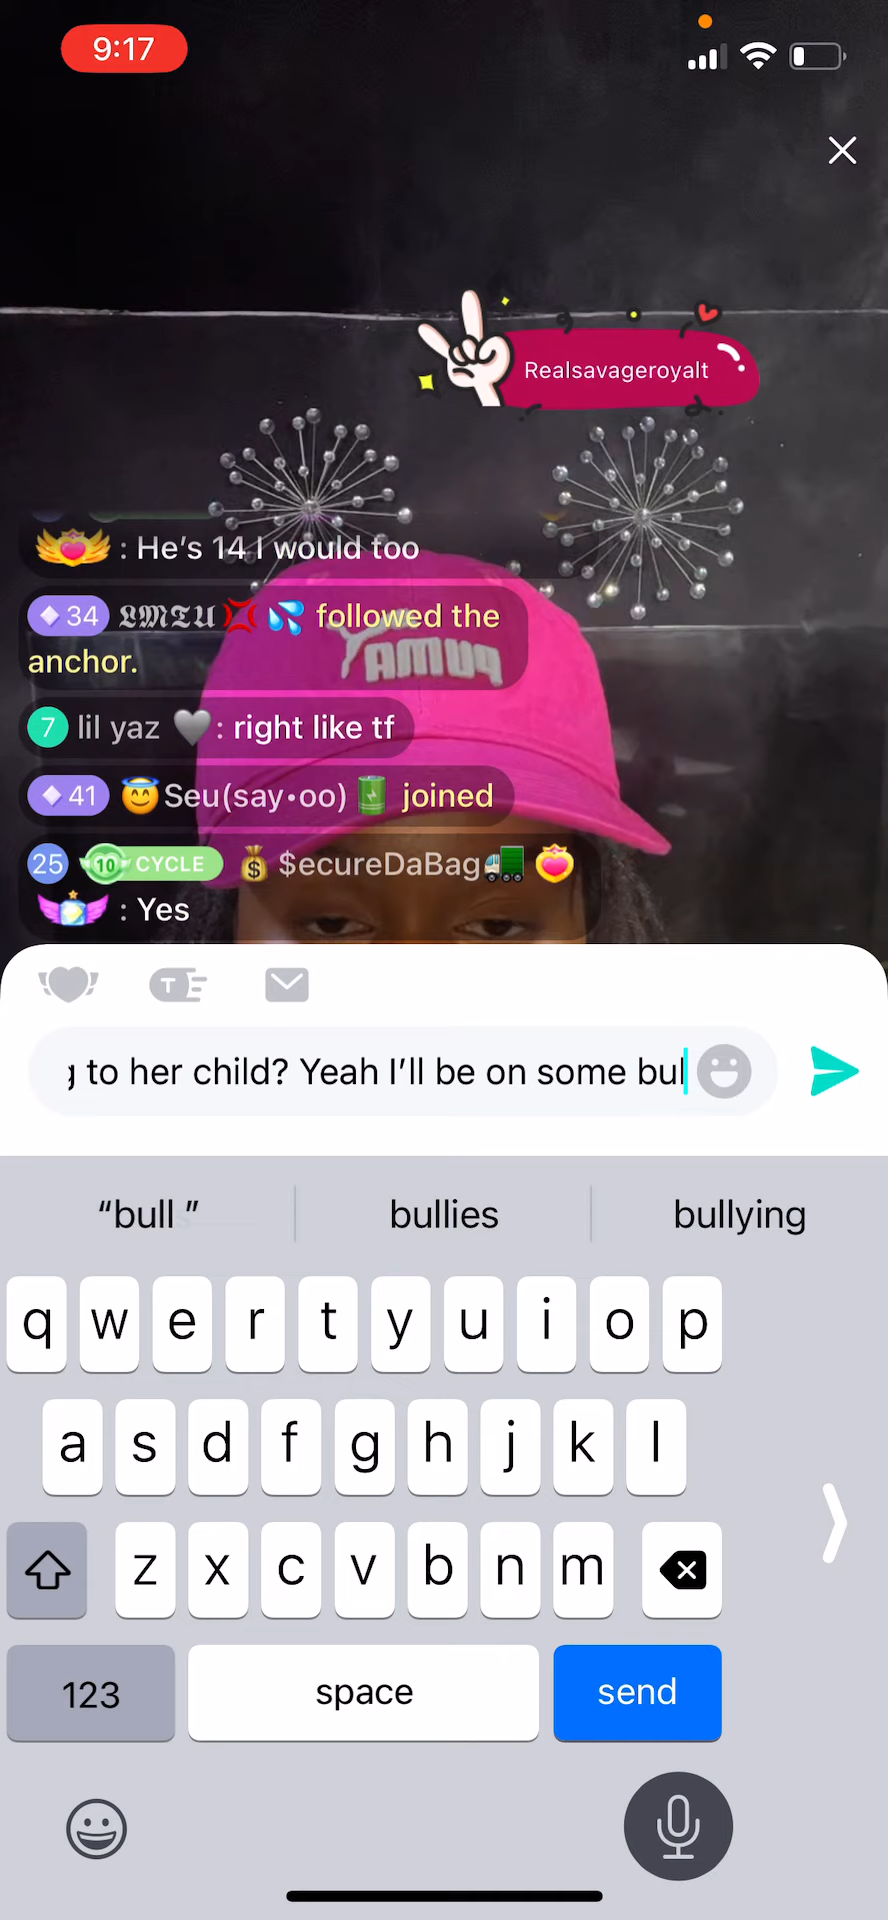 9:17
Realsavageroyalt
: He’s 14 I would too
34 𝕷𝕸𝕿𝖀💢💦 followed the
anchor.
PUMA
7 lil yaz 🩶: right like tf
41 😇Seu(say•oo)🔋 joined
25 10 CYCLE 💰 $ecureDaBag🚛
: Yes
T
to her child? Yeah I’ll be on some bul
“bull” bullies bullying
q w e r t y u i o p
a s d f g h j k l
z x c v b n m
123 space send